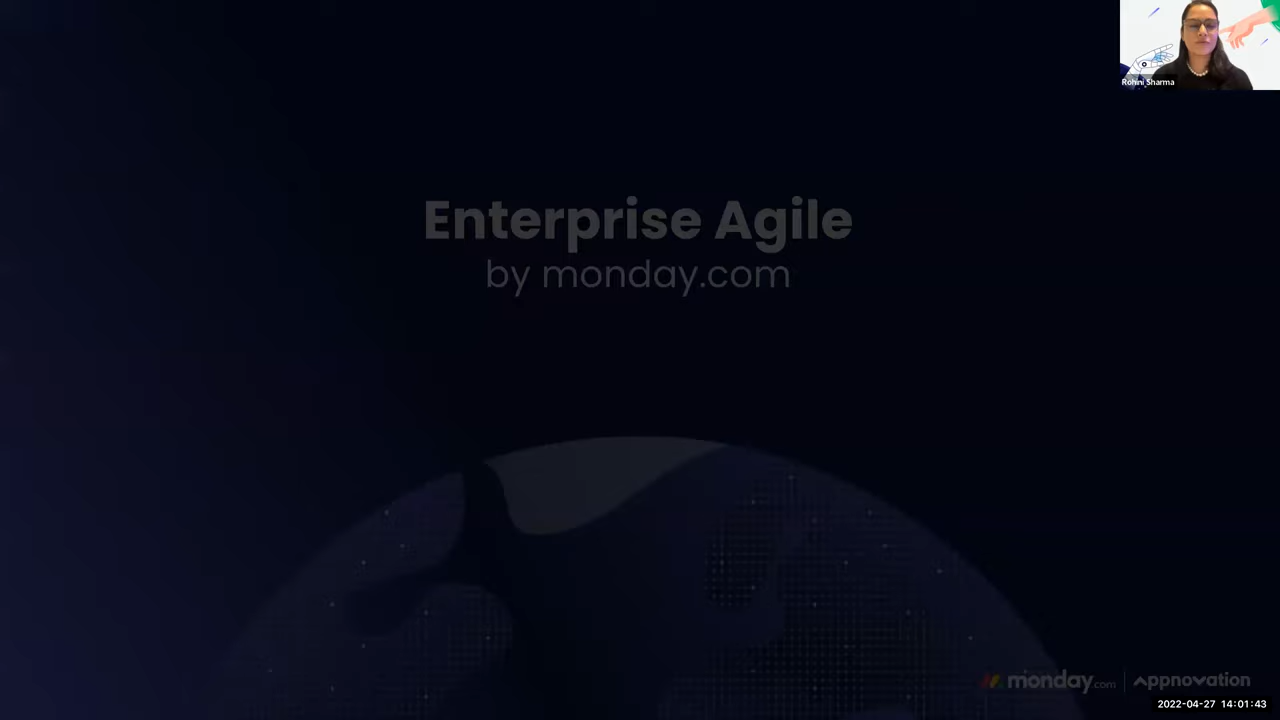 Rohini Sharma
Enterprise Agile
by monday.com
monday.com | Appnovation
2022-04-27 14:01:43